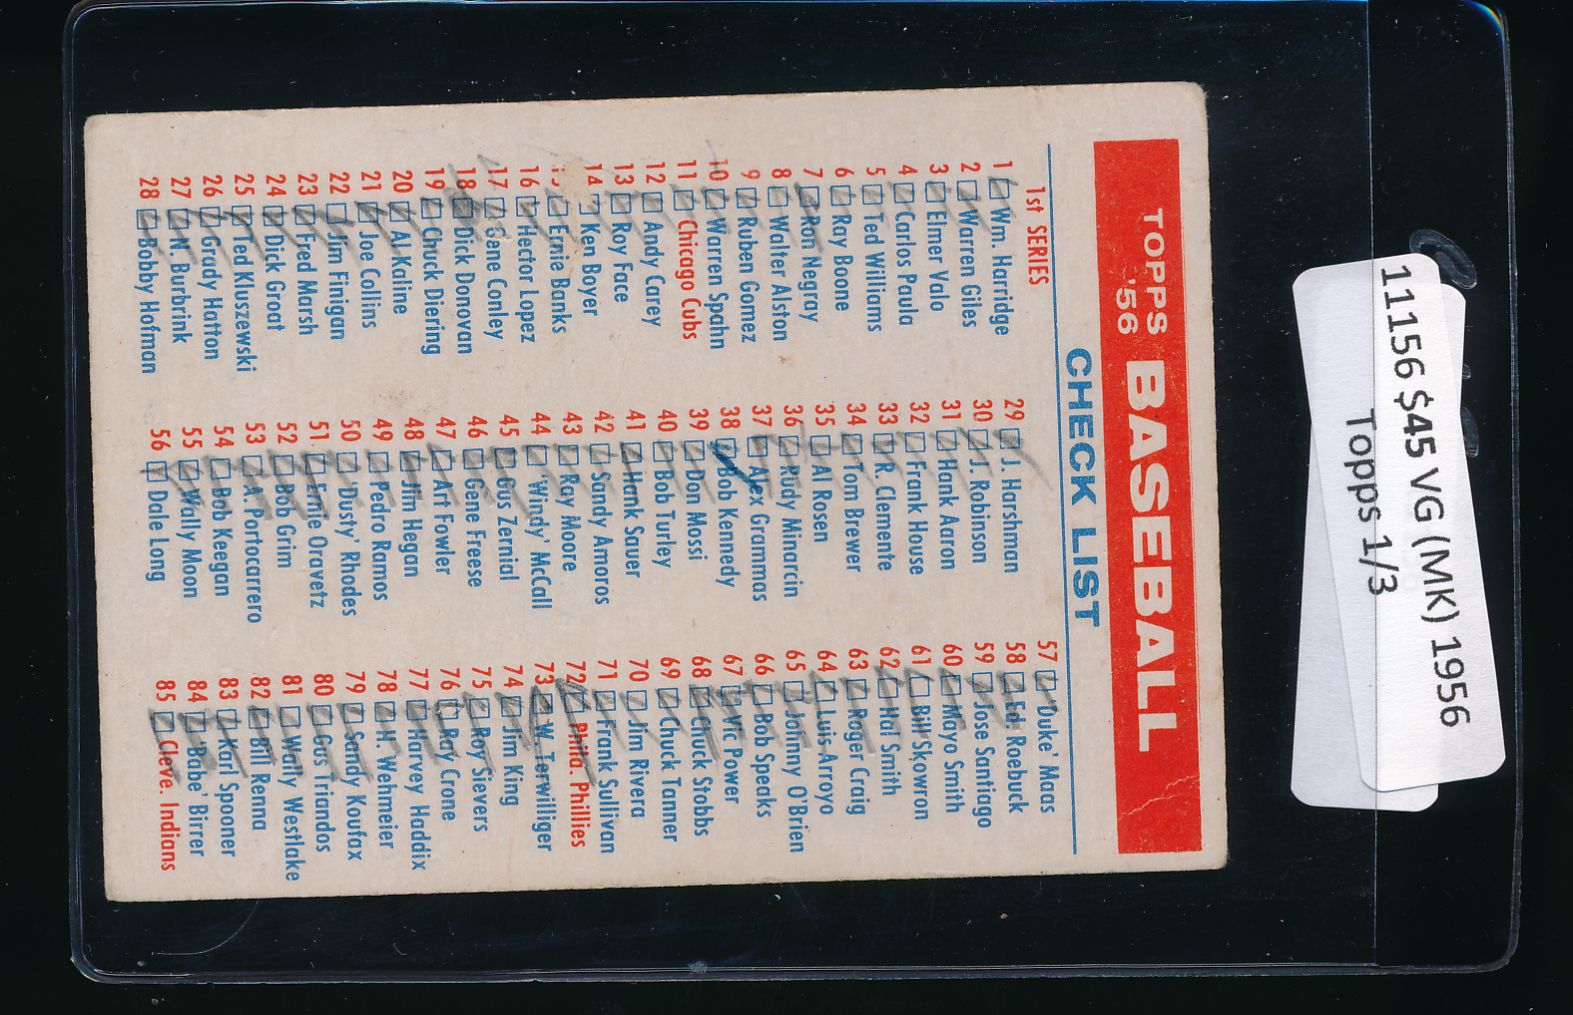 TOPPS '56 BASEBALL
CHECK LIST
1st SERIES
1 Wm. Harridge
2 Warren Giles
3 Elmer Valo
4 Carlos Paula
5 Ted Williams
6 Ray Boone
7 Ron Negray
8 Walter Alston
9 Ruben Gomez
10 Warren Spahn
11 Chicago Cubs
12 Andy Carey
13 Roy Face
14 Ken Boyer
Ernie Banks
16 Hector Lopez
17 Gene Conley
18 Dick Donovan
19 Chuck Diering
20 Al Kaline
21 Joe Collins
22 Jim Finigan
23 Fred Marsh
24 Dick Groat
25 Ted Kluszewski
26 Grady Hatton
27 N. Burbrink
28 Bobby Hofman
29 J. Harshman
30 J. Robinson
31 Hank Aaron
32 Frank House
33 R. Clemente
34 Tom Brewer
35 Al Rosen
36 Rudy Minarcin
37 Alex Grammas
38 Bob Kennedy
39 Don Mossi
40 Bob Turley
41 Hank Sauer
42 Sandy Amoros
43 Ray Moore
44 'Windy' McCall
45 Gus Zernial
46 Gene Freese
47 Art Fowler
48 Jim Hegan
49 Pedro Ramos
50 'Dusty' Rhodes
51 Ernie Oravetz
52 Bob Grim
53 A. Portocarrero
54 Bob Keegan
55 Wally Moon
56 Dale Long
57 'Duke' Maas
58 Ed. Roebuck
59 Jose Santiago
60 Mayo Smith
61 Bill Skowron
62 Hal Smith
63 Roger Craig
64 Luis Arroyo
65 Johnny O'Brien
66 Bob Speaks
67 Vic Power
68 Chuck Stobbs
69 Chuck Tanner
70 Jim Rivera
71 Frank Sullivan
72 Phila. Phillies
73 W. Terwilliger
74 Jim King
75 Roy Sievers
76 Ray Crone
77 Harvey Haddix
78 H. Wehmeier
79 Sandy Koufax
80 Gus Triandos
81 Wally Westlake
82 Bill Renna
83 Karl Spooner
84 'Babe' Birrer
85 Cleve. Indians
11156 $45 VG (MK) 1956
Topps 1/3